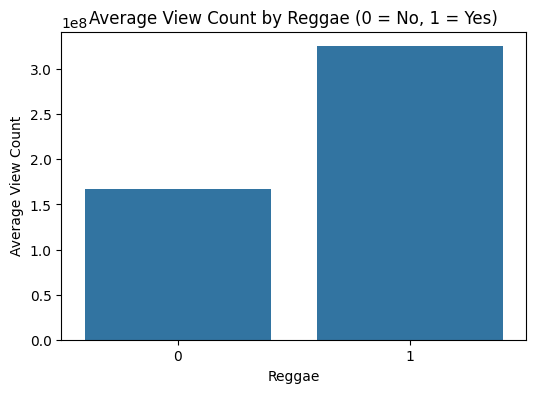 Average View Count by Reggae (0 = No, 1 = Yes)
1e8
3.0
2.5
2.0
1.5
1.0
0.5
0.0
Average View Count
0 1
Reggae